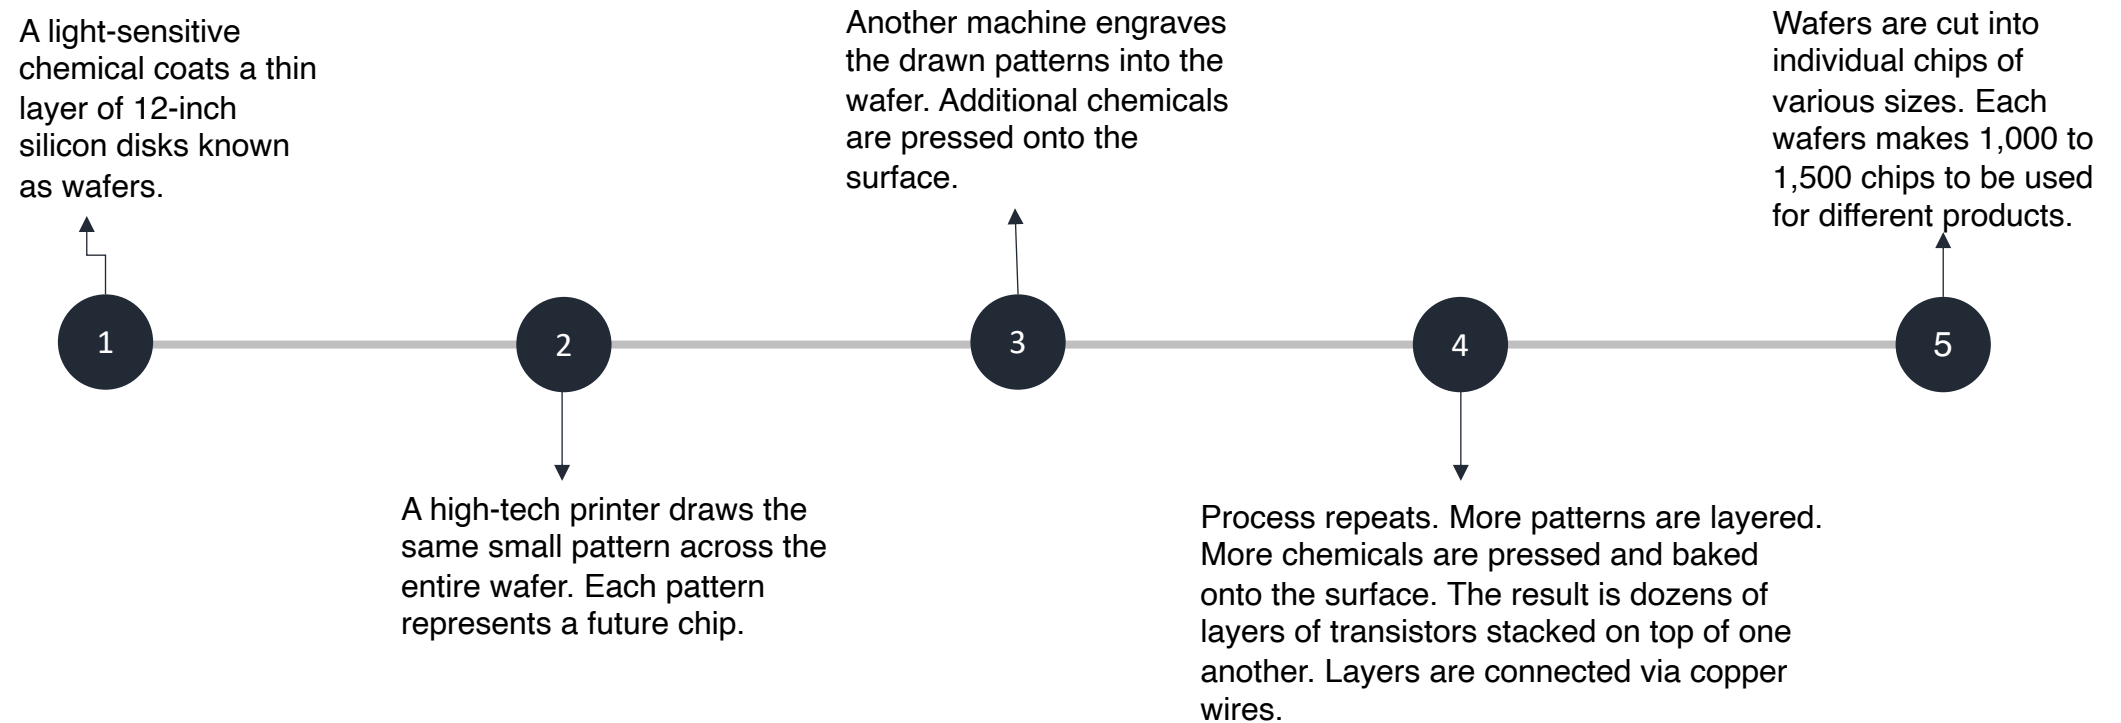 A light-sensitive
chemical coats a thin
layer of 12-inch
silicon disks known
as wafers.
Another machine engraves
the drawn patterns into the
wafer. Additional chemicals
are pressed onto the
surface.
Wafers are cut into
individual chips of
various sizes. Each
wafers makes 1,000 to
1,500 chips to be used
for different products.
1
2
3
4
5
A high-tech printer draws the
same small pattern across the
entire wafer. Each pattern
represents a future chip.
Process repeats. More patterns are layered.
More chemicals are pressed and baked
onto the surface. The result is dozens of
layers of transistors stacked on top of one
another. Layers are connected via copper
wires.